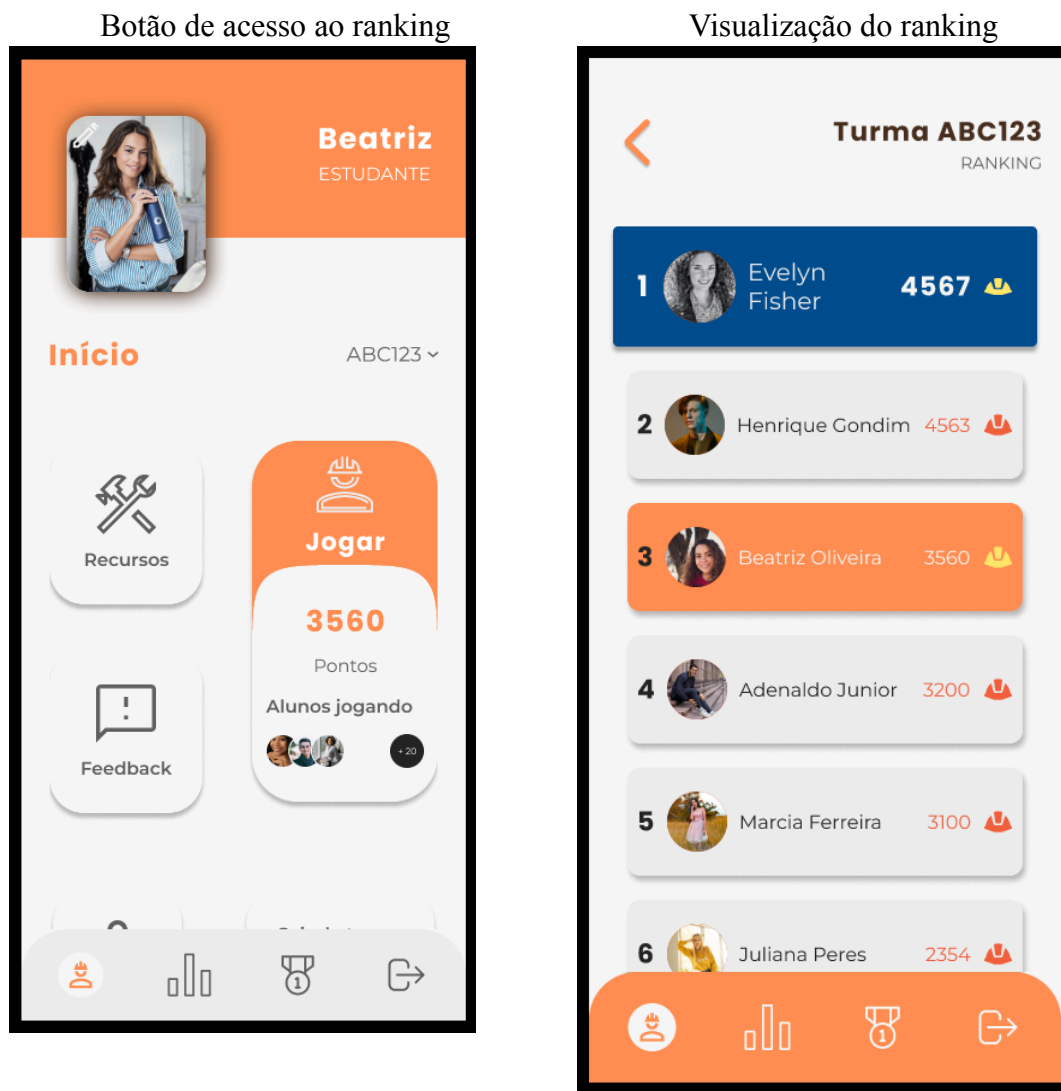 Botão de acesso ao ranking
Beatriz
ESTUDANTE
Início
ABC123
Recursos
Jogar
3560
Pontos
Alunos jogando
+ 20
Feedback
1
Visualização do ranking
Turma ABC123
RANKING
1
Evelyn
Fisher
4567
2
Henrique Gondim
4563
3
Beatriz Oliveira
3560
4
Adenaldo Junior
3200
5
Marcia Ferreira
3100
6
Juliana Peres
2354
1